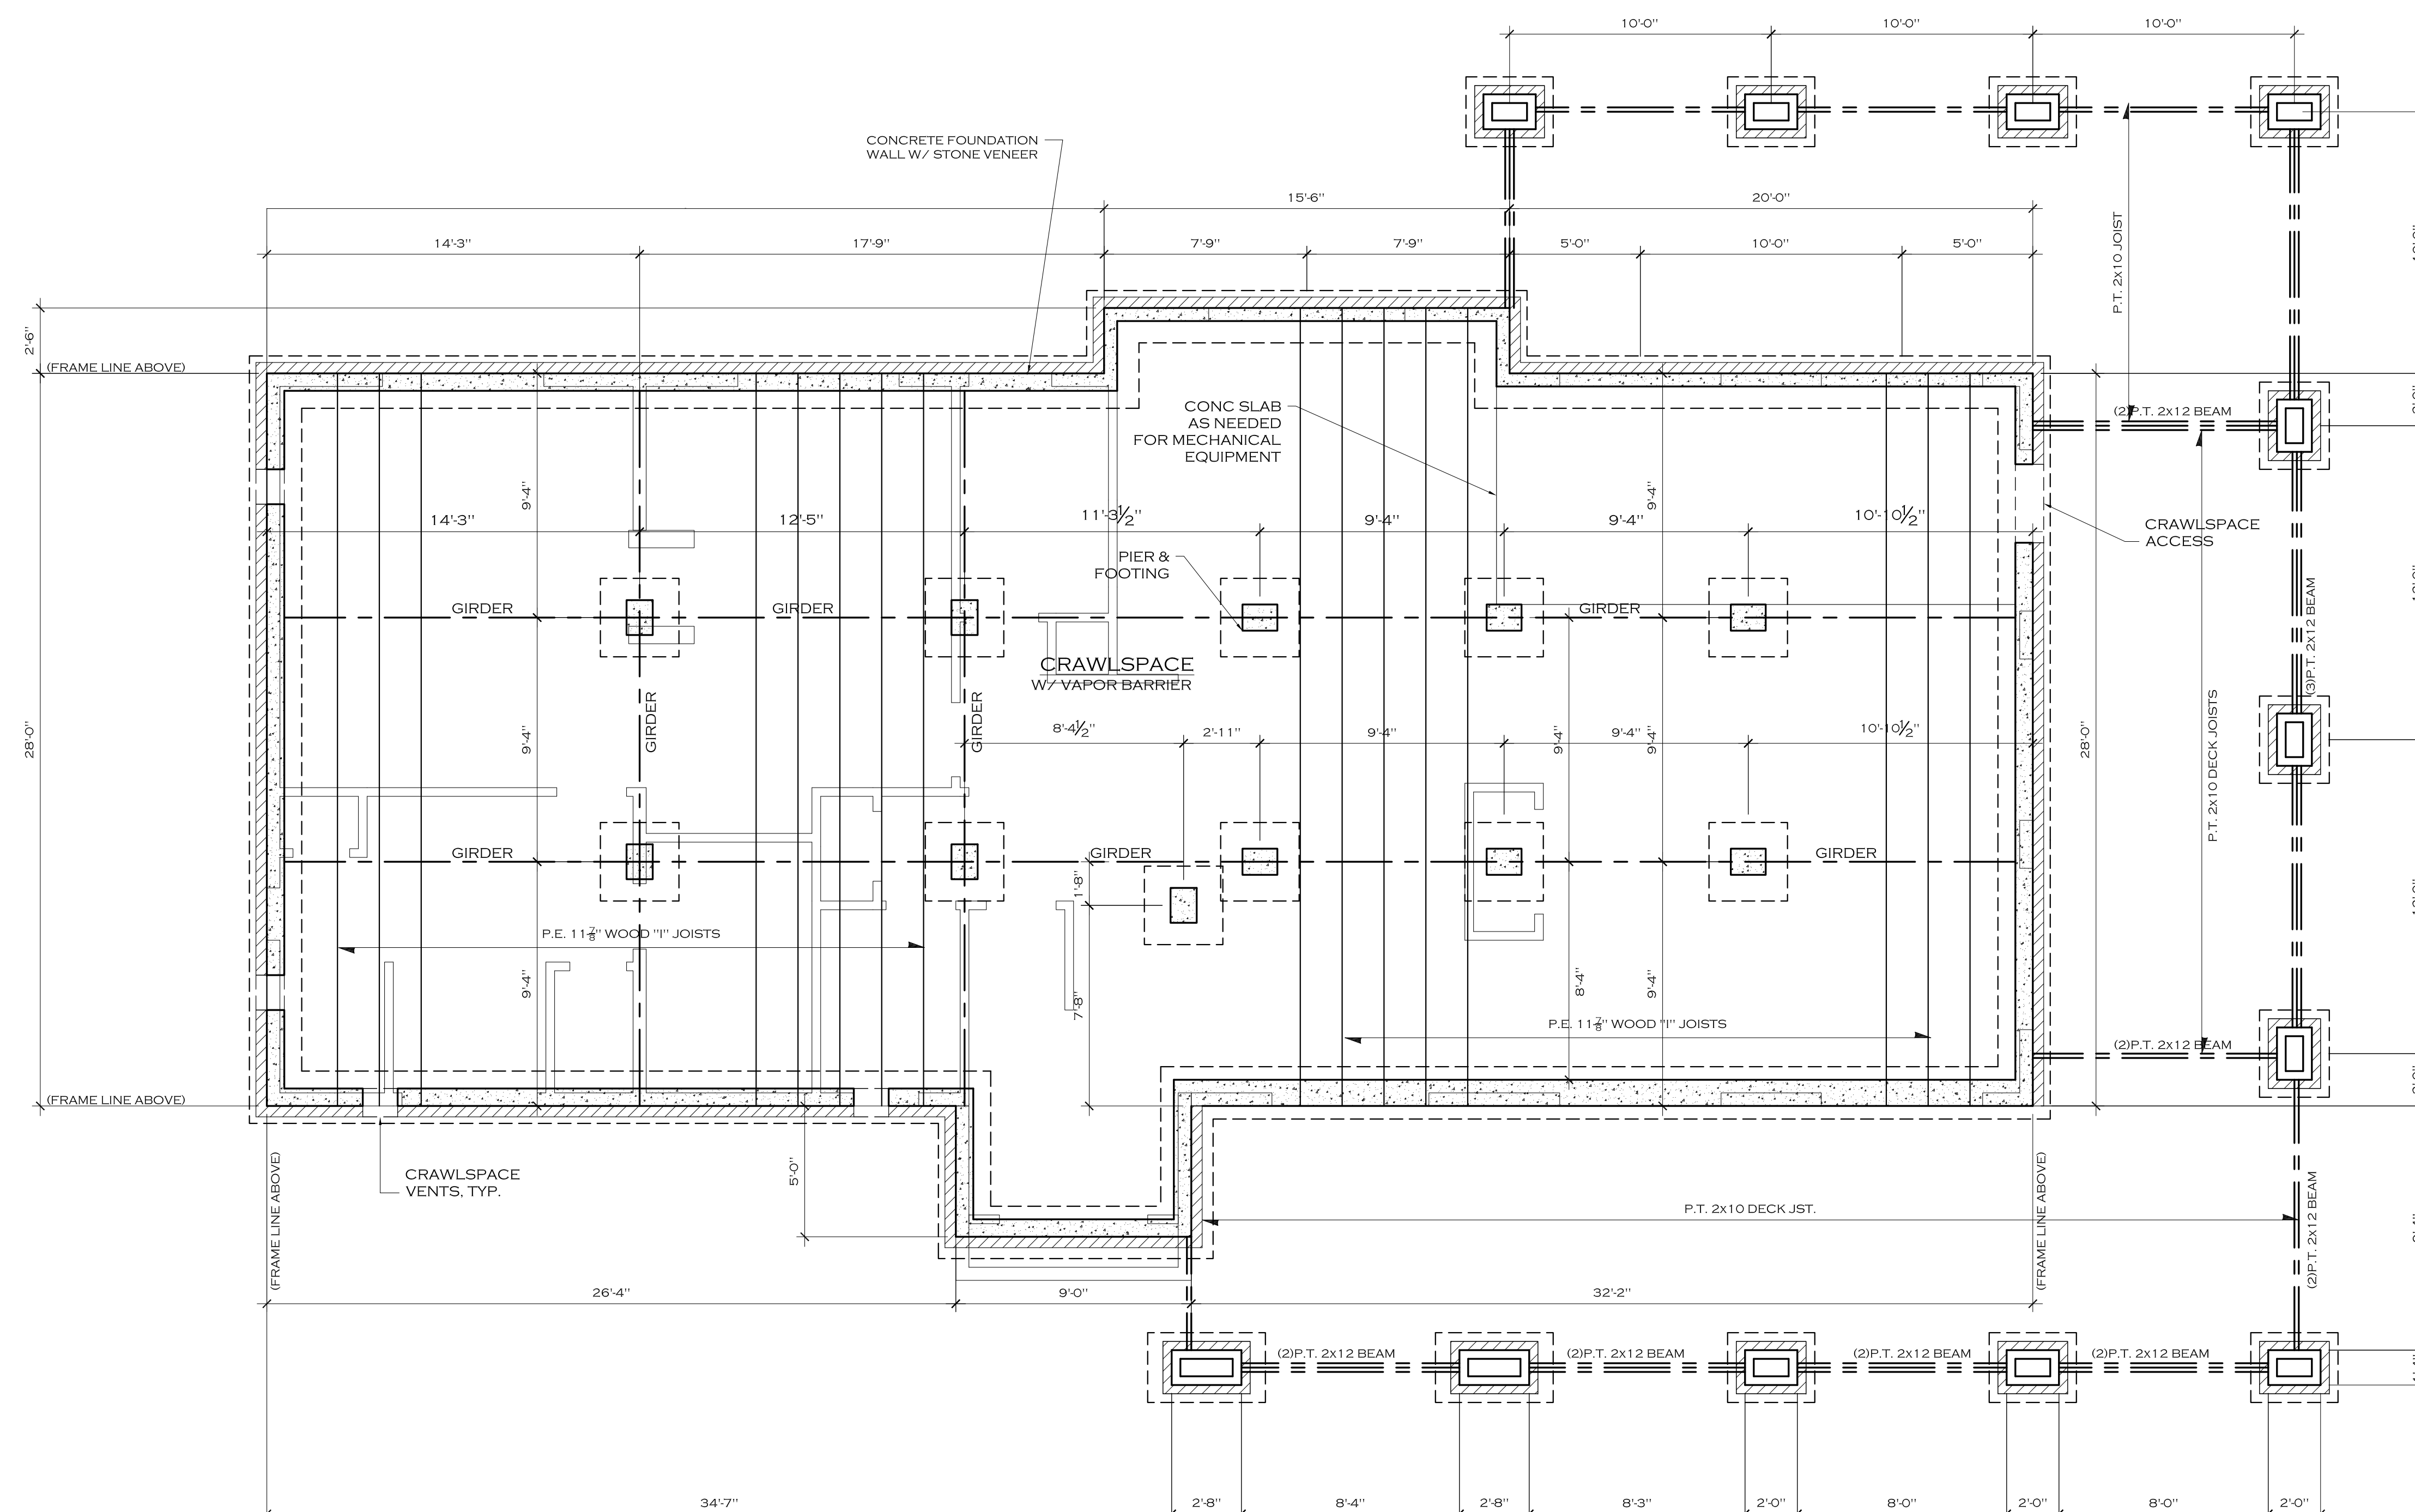 10'-0"
10'-0"
10'-0"
CONCRETE FOUNDATION
WALL W/ STONE VENEER
15'-6"
20'-0"
14'-3"
17'-9"
7'-9"
7'-9"
5'-0"
10'-0"
5'-0"
P.T. 2x10 JOIST
2'-6"
(FRAME LINE ABOVE)
CONC SLAB
AS NEEDED
FOR MECHANICAL
EQUIPMENT
(2)P.T. 2x12 BEAM
9'-4"
9'-4"
14'-3"
12'-5"
11'-3½"
9'-4"
9'-4"
10'-10½"
CRAWLSPACE
ACCESS
PIER &
FOOTING
GIRDER
GIRDER
GIRDER
(3)P.T. 2x12 BEAM
CRAWLSPACE
W/ VAPOR BARRIER
GIRDER
GIRDER
28'-0"
9'-4"
8'-4½"
2'-11"
9'-4"
9'-4"
9'-4"
9'-4"
10'-10½"
28'-0"
P.T. 2x10 DECK JOISTS
GIRDER
GIRDER
GIRDER
1'-8"
P.E. 11⅞" WOOD "I" JOISTS
9'-4"
7'-8"
8'-4"
9'-4"
P.E. 11⅞" WOOD "I" JOISTS
(2)P.T. 2x12 BEAM
(FRAME LINE ABOVE)
CRAWLSPACE
VENTS, TYP.
5'-0"
(FRAME LINE ABOVE)
P.T. 2x10 DECK JST.
(FRAME LINE ABOVE)
(2)P.T. 2x12 BEAM
26'-4"
9'-0"
32'-2"
(2)P.T. 2x12 BEAM
(2)P.T. 2x12 BEAM
(2)P.T. 2x12 BEAM
(2)P.T. 2x12 BEAM
34'-7"
2'-8"
8'-4"
2'-8"
8'-3"
2'-0"
8'-0"
2'-0"
8'-0"
2'-0"